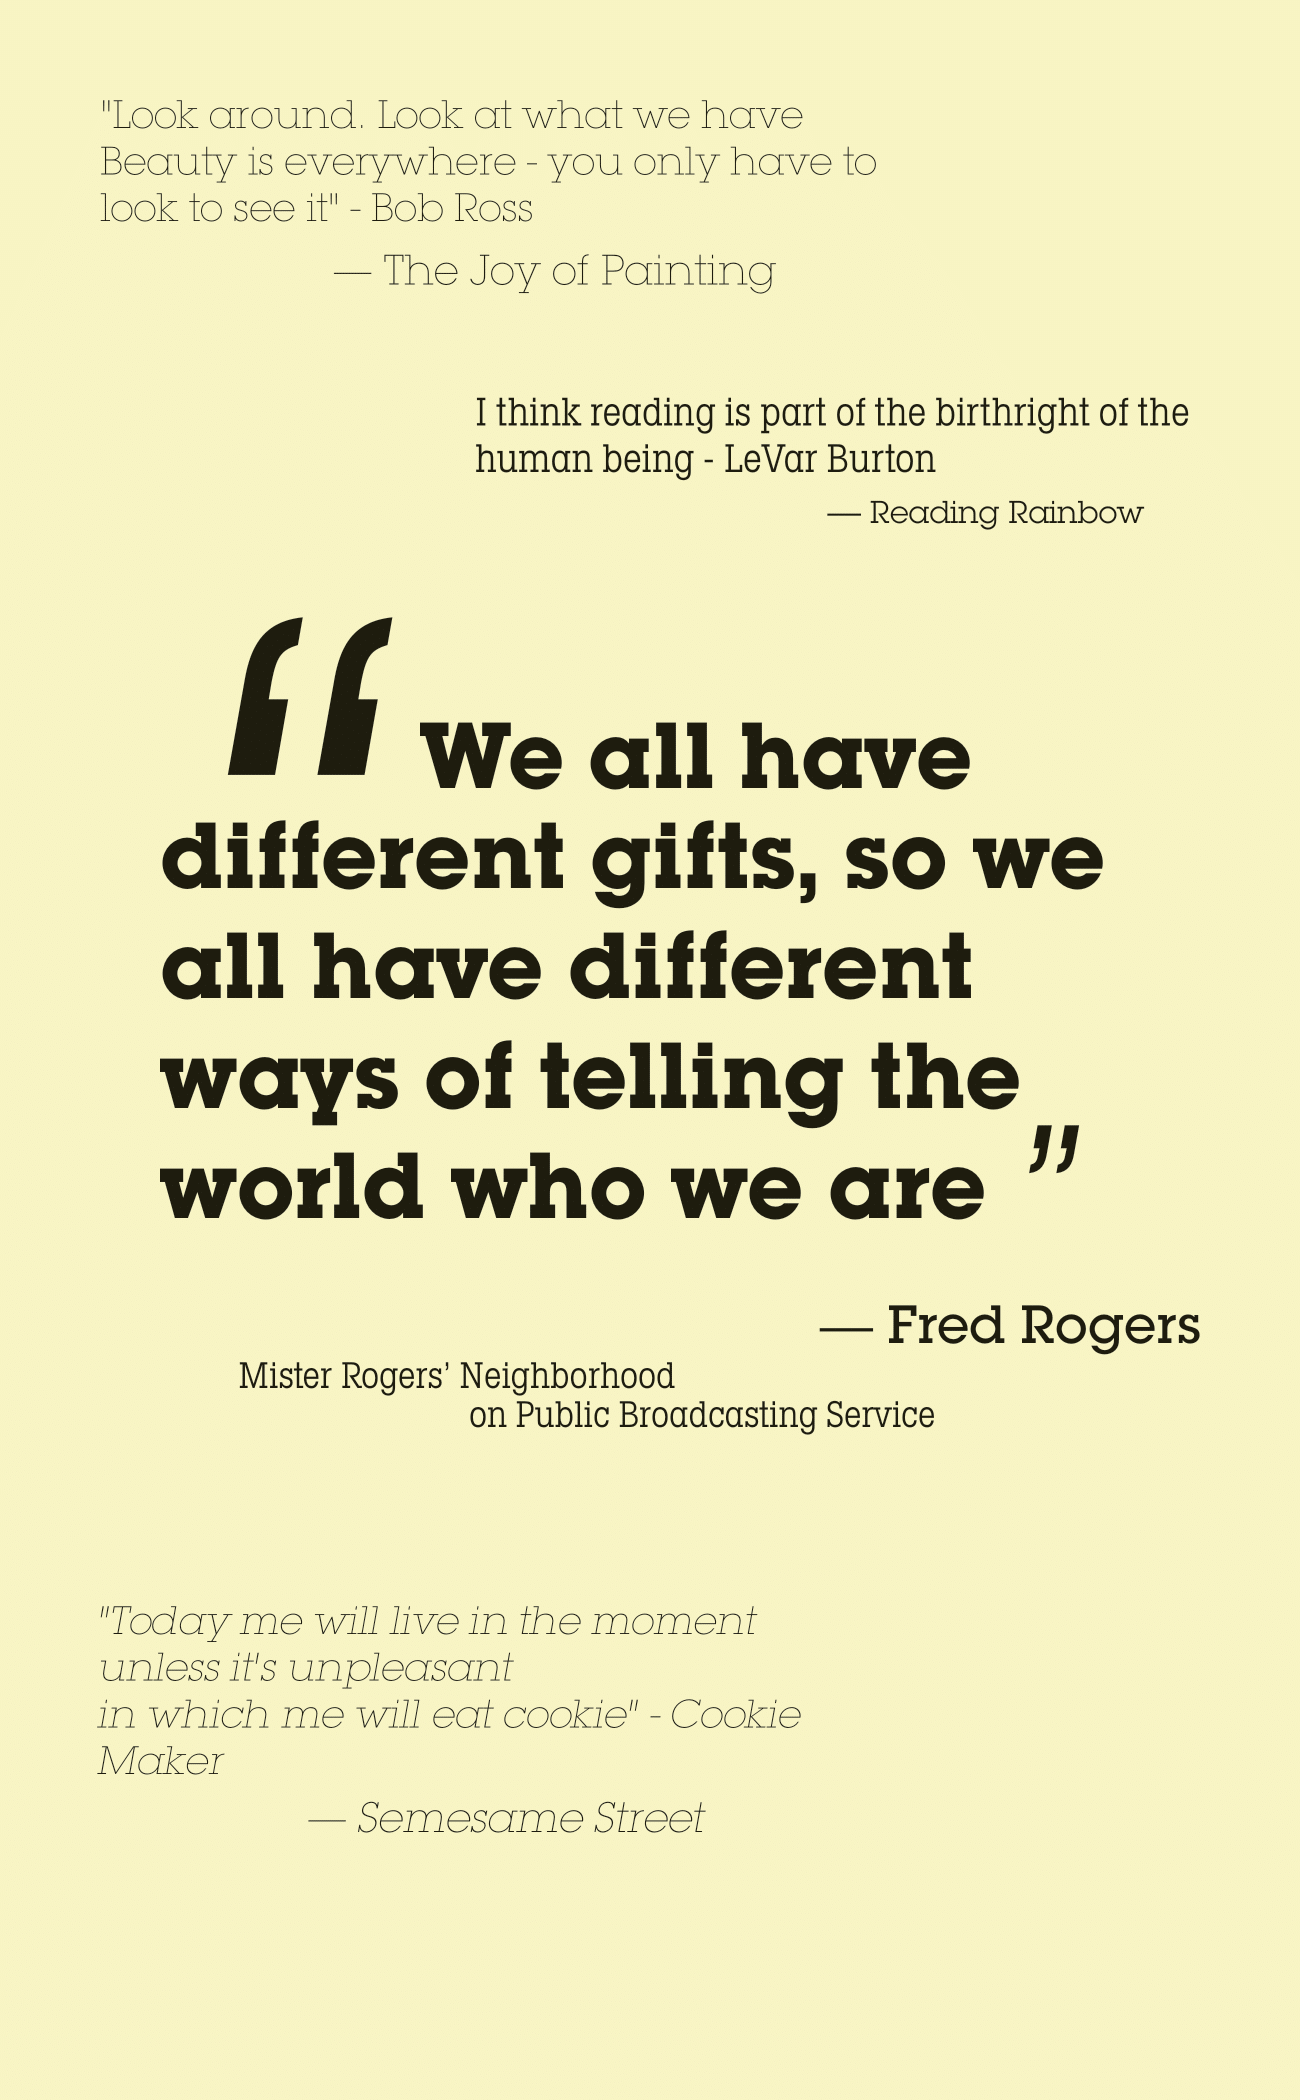 "Look around. Look at what we have
Beauty is everywhere - you only have to
look to see it" - Bob Ross
— The Joy of Painting
I think reading is part of the birthright of the
human being - LeVar Burton
— Reading Rainbow
“ We all have
different gifts, so we
all have different
ways of telling the
world who we are ”
— Fred Rogers
Mister Rogers’ Neighborhood
on Public Broadcasting Service
"Today me will live in the moment
unless it's unpleasant
in which me will eat cookie" - Cookie
Maker
— Semesame Street